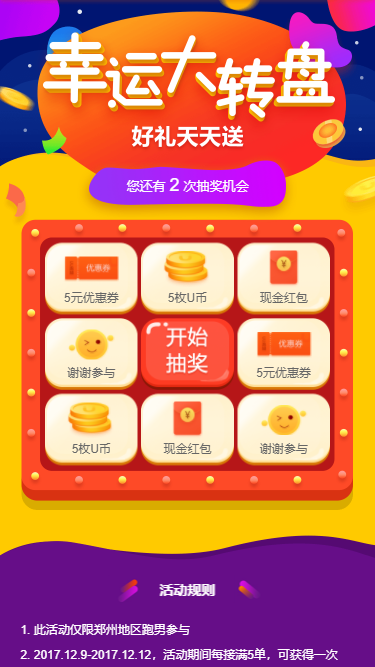 幸运大转盘
好礼天天送
您还有 2 次抽奖机会
优惠券
5元优惠券
5枚U币
现金红包
谢谢参与
开始
抽奖
优惠券
5元优惠券
5枚U币
现金红包
谢谢参与
活动规则
1. 此活动仅限郑州地区跑男参与
2. 2017.12.9-2017.12.12，活动期间每接满5单，可获得一次